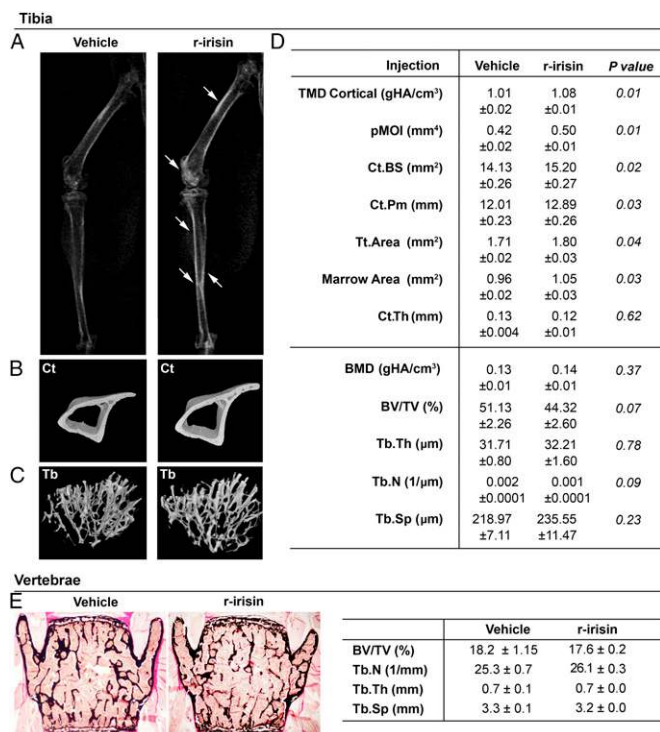 Tibia
A Vehicle r-irisin D
Injection Vehicle r-irisin P value
TMD Cortical (gHA/cm³) 1.01 1.08 0.01
±0.02 ±0.01
pMOI (mm⁴) 0.42 0.50 0.01
±0.02 ±0.01
Ct.BS (mm²) 14.13 15.20 0.02
±0.26 ±0.27
Ct.Pm (mm) 12.01 12.89 0.03
±0.23 ±0.26
Tt.Area (mm²) 1.71 1.80 0.04
±0.02 ±0.03
Marrow Area (mm²) 0.96 1.05 0.03
±0.02 ±0.03
Ct.Th (mm) 0.13 0.12 0.62
±0.004 ±0.01
B Ct Ct
BMD (gHA/cm³) 0.13 0.14 0.37
±0.01 ±0.01
BV/TV (%) 51.13 44.32 0.07
±2.26 ±2.60
Tb.Th (μm) 31.71 32.21 0.78
±0.80 ±1.60
C Tb Tb
Tb.N (1/μm) 0.002 0.001 0.09
±0.0001 ±0.0001
Tb.Sp (μm) 218.97 235.55 0.23
±7.11 ±11.47
Vertebrae
E Vehicle r-irisin
Vehicle r-irisin
BV/TV (%) 18.2 ± 1.15 17.6 ± 0.2
Tb.N (1/mm) 25.3 ± 0.7 26.1 ± 0.3
Tb.Th (mm) 0.7 ± 0.1 0.7 ± 0.0
Tb.Sp (mm) 3.3 ± 0.1 3.2 ± 0.0